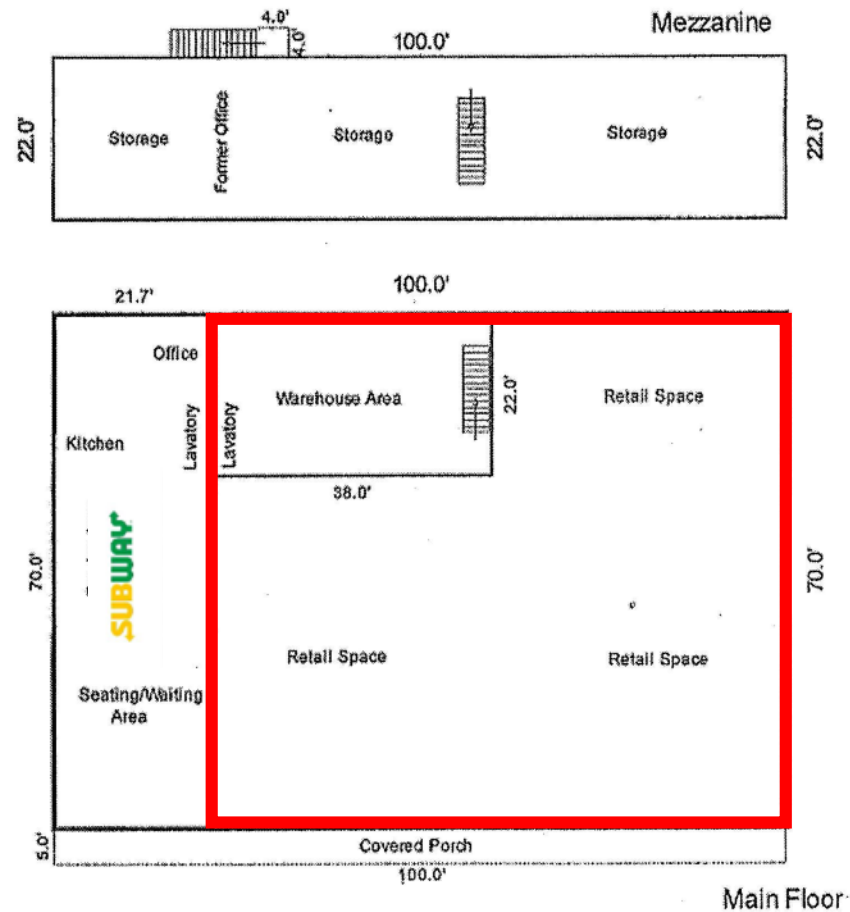 Mezzanine
4.0'
4.0'
100.0'
22.0'
Storage
Former Office
Storage
Storage
22.0'
100.0'
21.7'
Office
Warehouse Area
22.0'
Retail Space
Lavatory
Lavatory
Kitchen
38.0'
70.0'
SUBWAY
70.0'
Retail Space
Retail Space
Seating/Waiting
Area
5.0'
Covered Porch
100.0'
Main Floor